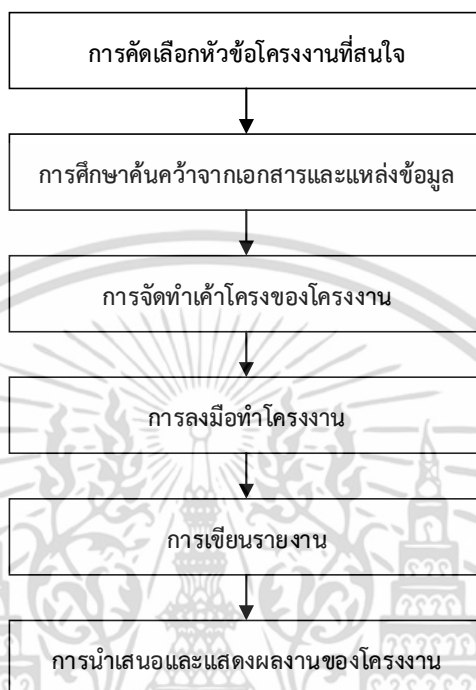 การคัดเลือกหัวข้อโครงงานที่สนใจ
การศึกษาค้นคว้าจากเอกสารและแหล่งข้อมูล
การจัดทำเค้าโครงของโครงงาน
การลงมือทำโครงงาน
การเขียนรายงาน
การนำเสนอและแสดงผลงานของโครงงาน